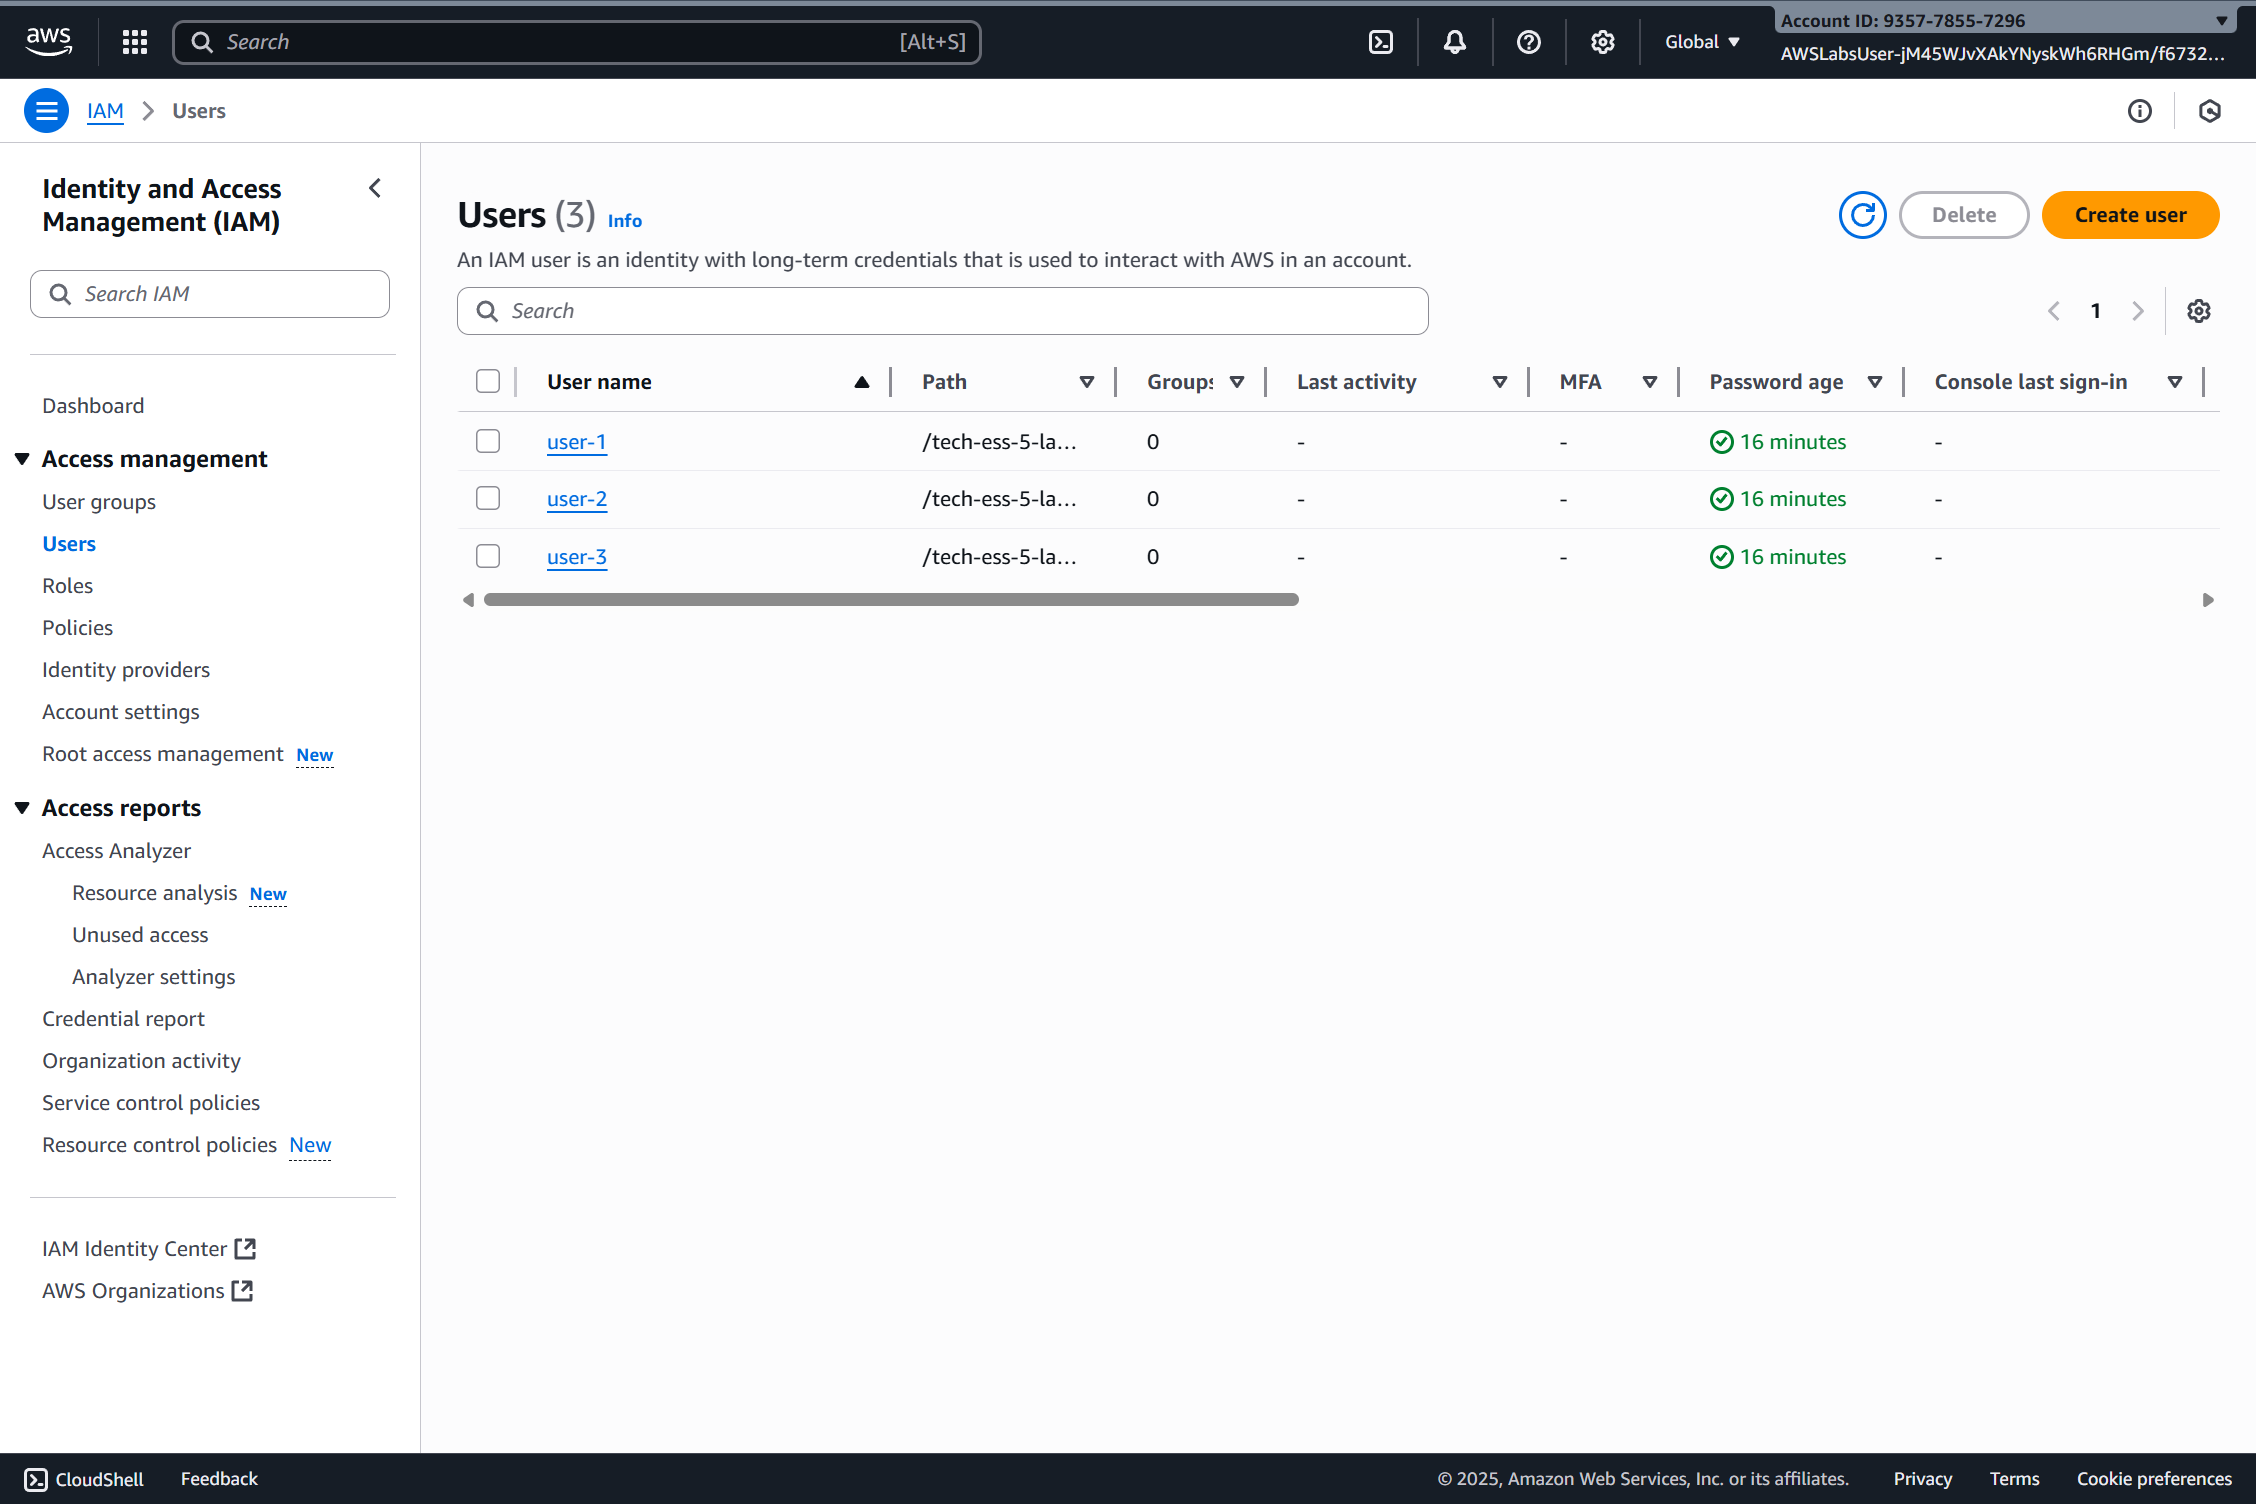 aws
Search
[Alt+S]
Global
Account ID: 9357-7855-7296
AWSLabsUser-jM45WJvXAkYNyskWh6RHGm/f6732...
IAM
Users
Identity and Access
Management (IAM)
Search IAM
Dashboard
Access management
User groups
Users
Roles
Policies
Identity providers
Account settings
Root access management New
Access reports
Access Analyzer
Resource analysis New
Unused access
Analyzer settings
Credential report
Organization activity
Service control policies
Resource control policies New
IAM Identity Center
AWS Organizations
Users (3) Info
Delete
Create user
An IAM user is an identity with long-term credentials that is used to interact with AWS in an account.
Search
1
User name Path Groups Last activity MFA Password age Console last sign-in
user-1 /tech-ess-5-la... 0 - - 16 minutes -
user-2 /tech-ess-5-la... 0 - - 16 minutes -
user-3 /tech-ess-5-la... 0 - - 16 minutes -
CloudShell Feedback © 2025, Amazon Web Services, Inc. or its affiliates. Privacy Terms Cookie preferences